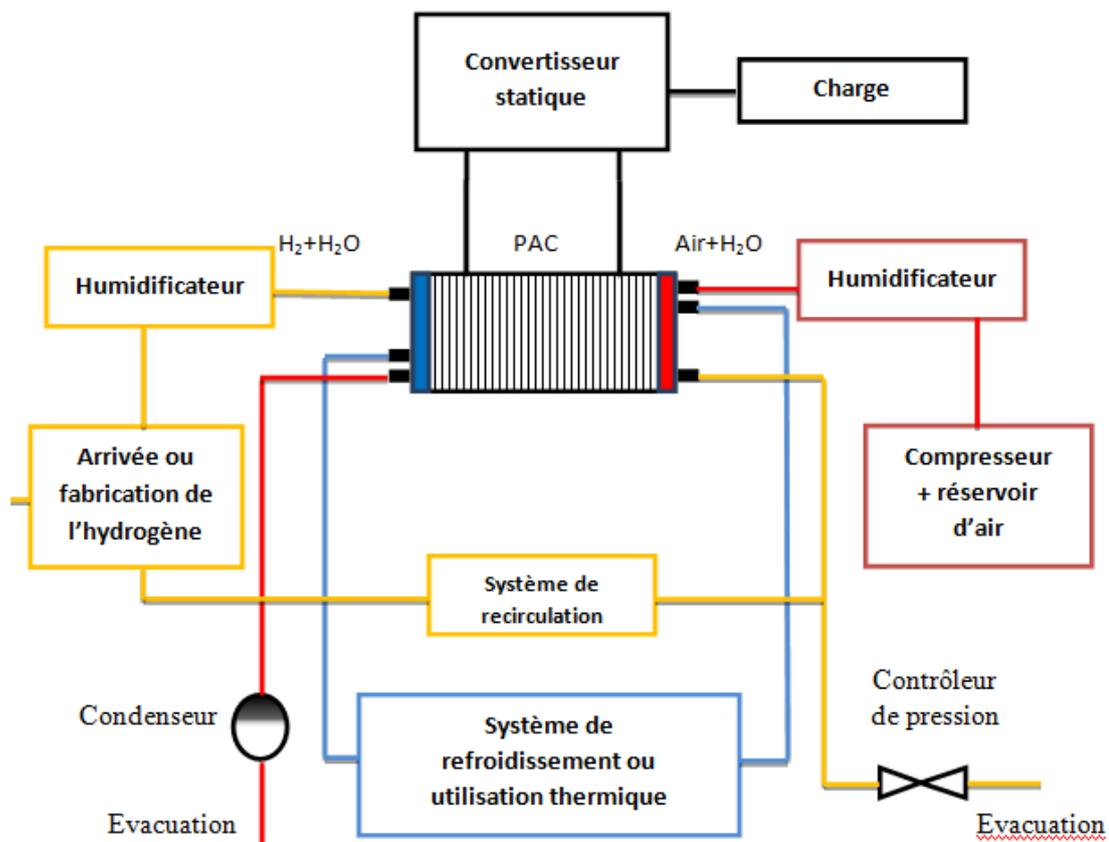 Convertisseur
statique
Charge
H₂+H₂O
PAC
Air+H₂O
Humidificateur
Humidificateur
Arrivée ou
fabrication de
l’hydrogène
Compresseur
+ réservoir
d’air
Système de
recirculation
Contrôleur
de pression
Condenseur
Système de
refroidissement ou
utilisation thermique
Evacuation
Evacuation